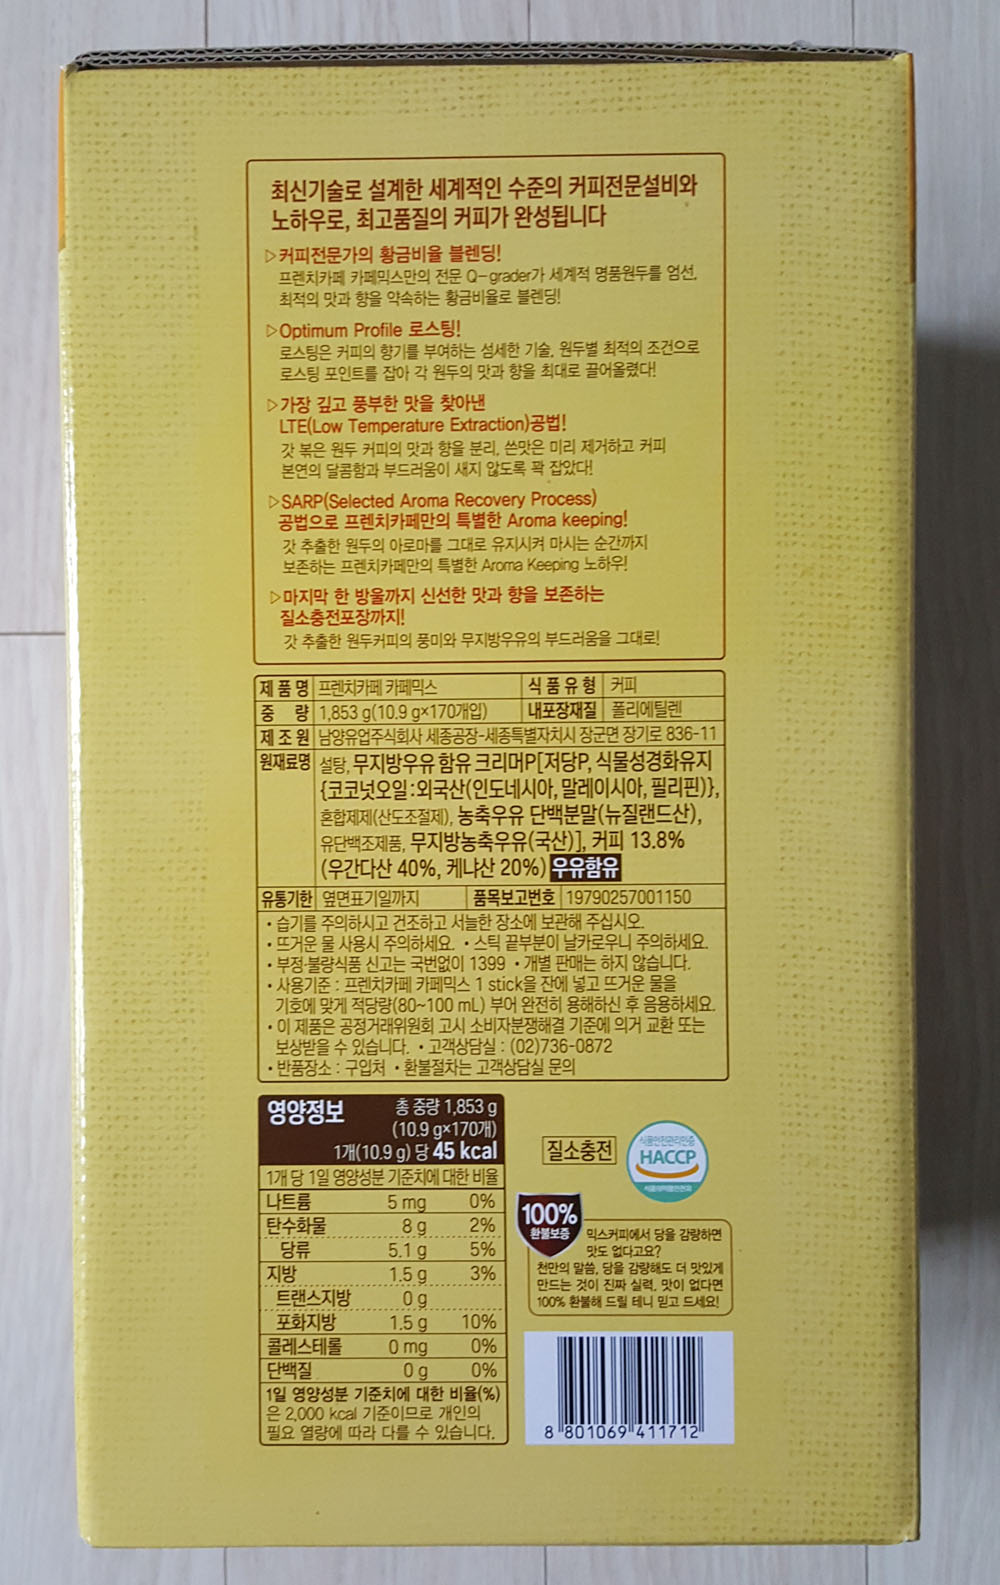 최신기술로 설계한 세계적인 수준의 커피전문설비와
노하우로, 최고품질의 커피가 완성됩니다
▷커피전문가의 황금비율 블렌딩!
프렌치카페 카페믹스만의 전문 Q-grader가 세계적 명품원두를 엄선,
최적의 맛과 향을 약속하는 황금비율로 블렌딩!
▷Optimum Profile 로스팅!
로스팅은 커피의 향기를 부여하는 섬세한 기술, 원두별 최적의 조건으로
로스팅 포인트를 잡아 각 원두의 맛과 향을 최대로 끌어올렸다!
▷가장 깊고 풍부한 맛을 찾아낸
LTE(Low Temperature Extraction)공법!
갓 볶은 원두 커피의 맛과 향을 분리, 쓴맛은 미리 제거하고 커피
본연의 달콤함과 부드러움이 새지 않도록 꽉 잡았다!
▷SARP(Selected Aroma Recovery Process)
공법으로 프렌치카페만의 특별한 Aroma keeping!
갓 추출한 원두의 아로마를 그대로 유지시켜 마시는 순간까지
보존하는 프렌치카페만의 특별한 Aroma Keeping 노하우!
▷마지막 한 방울까지 신선한 맛과 향을 보존하는
질소충전포장까지!
갓 추출한 원두커피의 풍미와 무지방우유의 부드러움을 그대로!
제품명 프렌치카페 카페믹스 식품유형 커피
중 량 1,853 g(10.9 g×170개입) 내포장재질 폴리에틸렌
제조원 남양유업주식회사 세종공장-세종특별자치시 장군면 장기로 836-11
원재료명 설탕, 무지방우유 함유 크리머P[저당P, 식물성경화유지
{코코넛오일:외국산(인도네시아, 말레이시아, 필리핀)},
혼합제제(산도조절제), 농축우유 단백분말(뉴질랜드산),
유단백조제품, 무지방농축우유(국산)], 커피 13.8%
(우간다산 40%, 케냐산 20%) 우유함유
유통기한 옆면표기일까지 품목보고번호 19790257001150
• 습기를 주의하시고 건조하고 서늘한 장소에 보관해 주십시오.
• 뜨거운 물 사용시 주의하세요. • 스틱 끝부분이 날카로우니 주의하세요.
• 부정·불량식품 신고는 국번없이 1399 • 개별 판매는 하지 않습니다.
• 사용기준 : 프렌치카페 카페믹스 1 stick을 잔에 넣고 뜨거운 물을
기호에 맞게 적당량(80~100 mL) 부어 완전히 용해하신 후 음용하세요.
• 이 제품은 공정거래위원회 고시 소비자분쟁해결 기준에 의거 교환 또는
보상받을 수 있습니다. • 고객상담실 : (02)736-0872
• 반품장소 : 구입처 • 환불절차는 고객상담실 문의
영양정보 총 중량 1,853 g
(10.9 g×170개)
1개(10.9 g) 당 45 kcal
1개 당 1일 영양성분 기준치에 대한 비율
나트륨 5 mg 0%
탄수화물 8 g 2%
당류 5.1 g 5%
지방 1.5 g 3%
트랜스지방 0 g
포화지방 1.5 g 10%
콜레스테롤 0 mg 0%
단백질 0 g 0%
1일 영양성분 기준치에 대한 비율(%)
은 2,000 kcal 기준이므로 개인의
필요 열량에 따라 다를 수 있습니다.
질소충전
식품안전관리인증
HACCP
식품의약품안전처
100%
환불보증
믹스커피에서 당을 감량하면
맛도 없다고요?
천만의 말씀, 당을 감량해도 더 맛있게
만드는 것이 진짜 실력, 맛이 없다면
100% 환불해 드릴 테니 믿고 드세요!
8 801069 411712